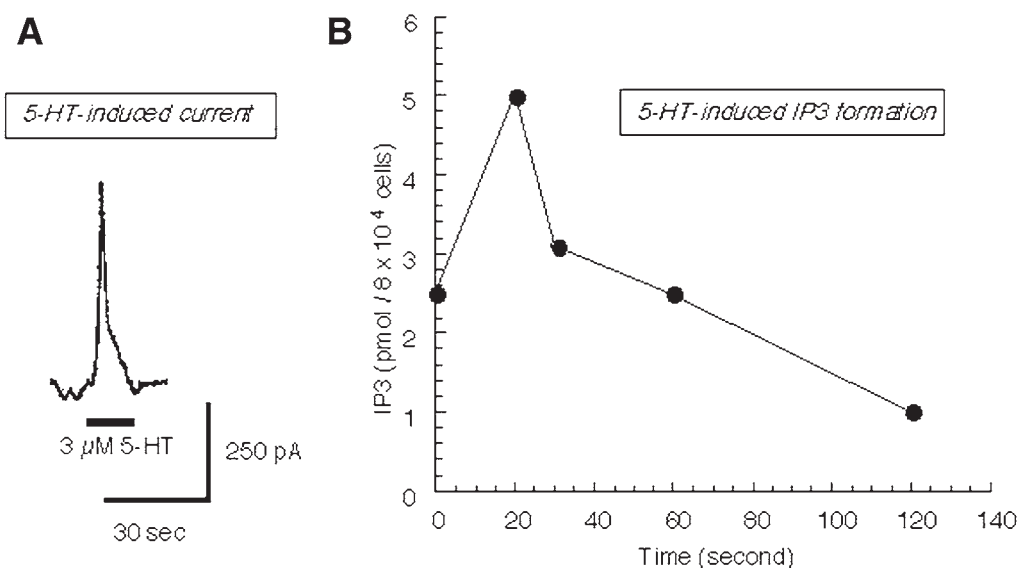 A
5-HT-induced current
3 µM 5-HT
250 pA
30 sec
B
5-HT-induced IP3 formation
IP3 (pmol / 8 x 10⁴ cells)
6
5
4
3
2
1
0
0 20 40 60 80 100 120 140
Time (second)